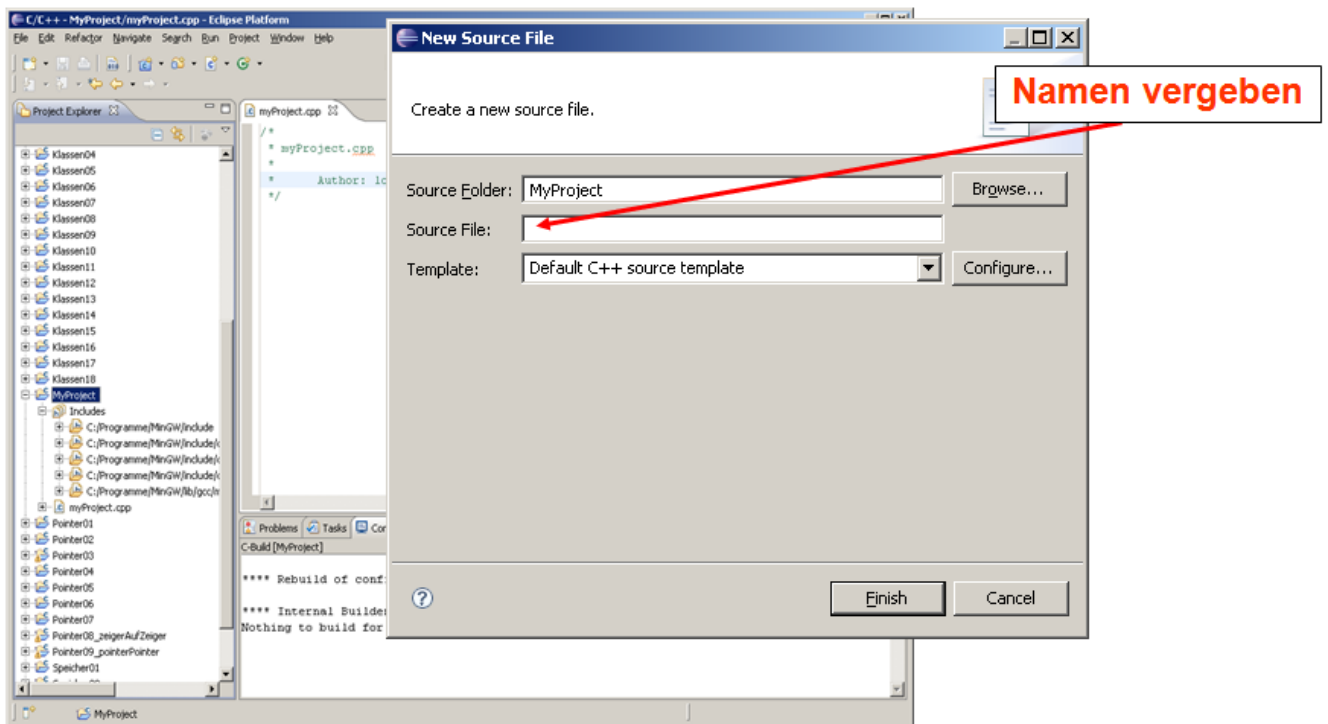 C/C++ - MyProject/myProject.cpp - Eclipse Platform
File Edit Refactor Navigate Search Run Project Window Help
Project Explorer
Klassen04
Klassen05
Klassen06
Klassen07
Klassen08
Klassen09
Klassen10
Klassen11
Klassen12
Klassen13
Klassen14
Klassen15
Klassen16
Klassen17
Klassen18
MyProject
Includes
C:/Programme/MinGW/include
C:/Programme/MinGW/include/c
C:/Programme/MinGW/include/c
C:/Programme/MinGW/include/c
C:/Programme/MinGW/lib/gcc/m
myProject.cpp
Pointer01
Pointer02
Pointer03
Pointer04
Pointer05
Pointer06
Pointer07
Pointer08_zeigerAufZeiger
Pointer09_pointerPointer
Speicher01
myProject.cpp
/*
* myProject.cpp
*
* Author: lo
*/
Problems Tasks Cor
C-Build [MyProject]
**** Rebuild of conf
**** Internal Builde
Nothing to build for
MyProject
New Source File
Create a new source file.
Namen vergeben
Source Folder: MyProject Browse...
Source File:
Template: Default C++ source template Configure...
Finish Cancel